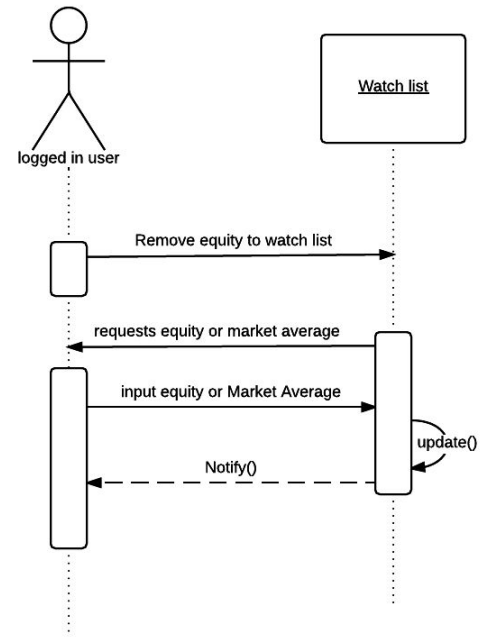 Watch list
logged in user
Remove equity to watch list
requests equity or market average
input equity or Market Average
update()
Notify()